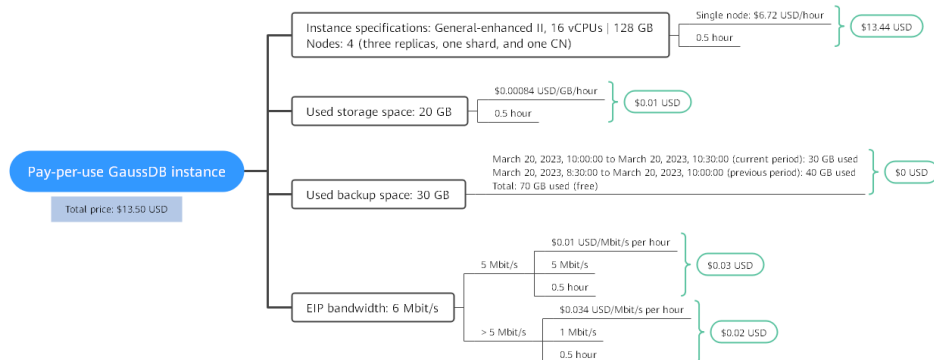 Instance specifications: General-enhanced II, 16 vCPUs | 128 GB
Nodes: 4 (three replicas, one shard, and one CN)
Single node: $6.72 USD/hour
0.5 hour
$13.44 USD
Used storage space: 20 GB
$0.00084 USD/GB/hour
0.5 hour
$0.01 USD
Pay-per-use GaussDB instance
Total price: $13.50 USD
Used backup space: 30 GB
March 20, 2023, 10:00:00 to March 20, 2023, 10:30:00 (current period): 30 GB used
March 20, 2023, 8:30:00 to March 20, 2023, 10:00:00 (previous period): 40 GB used
Total: 70 GB used (free)
$0 USD
EIP bandwidth: 6 Mbit/s
5 Mbit/s
$0.01 USD/Mbit/s per hour
5 Mbit/s
0.5 hour
$0.03 USD
> 5 Mbit/s
$0.034 USD/Mbit/s per hour
1 Mbit/s
0.5 hour
$0.02 USD